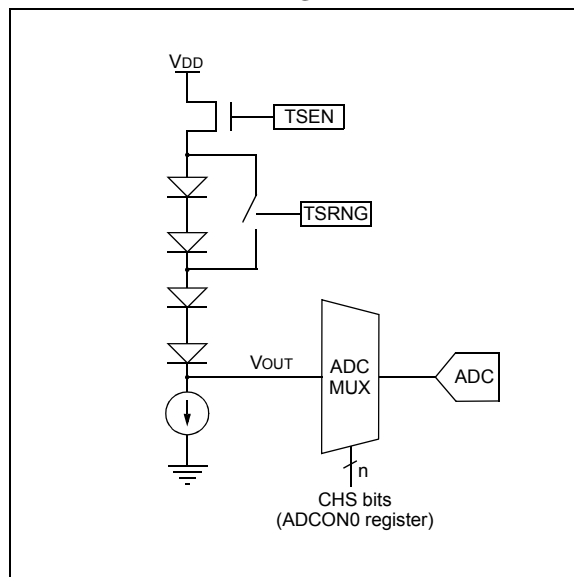 VDD
TSEN
TSRNG
VOUT
ADC
MUX
ADC
n
CHS bits
(ADCON0 register)